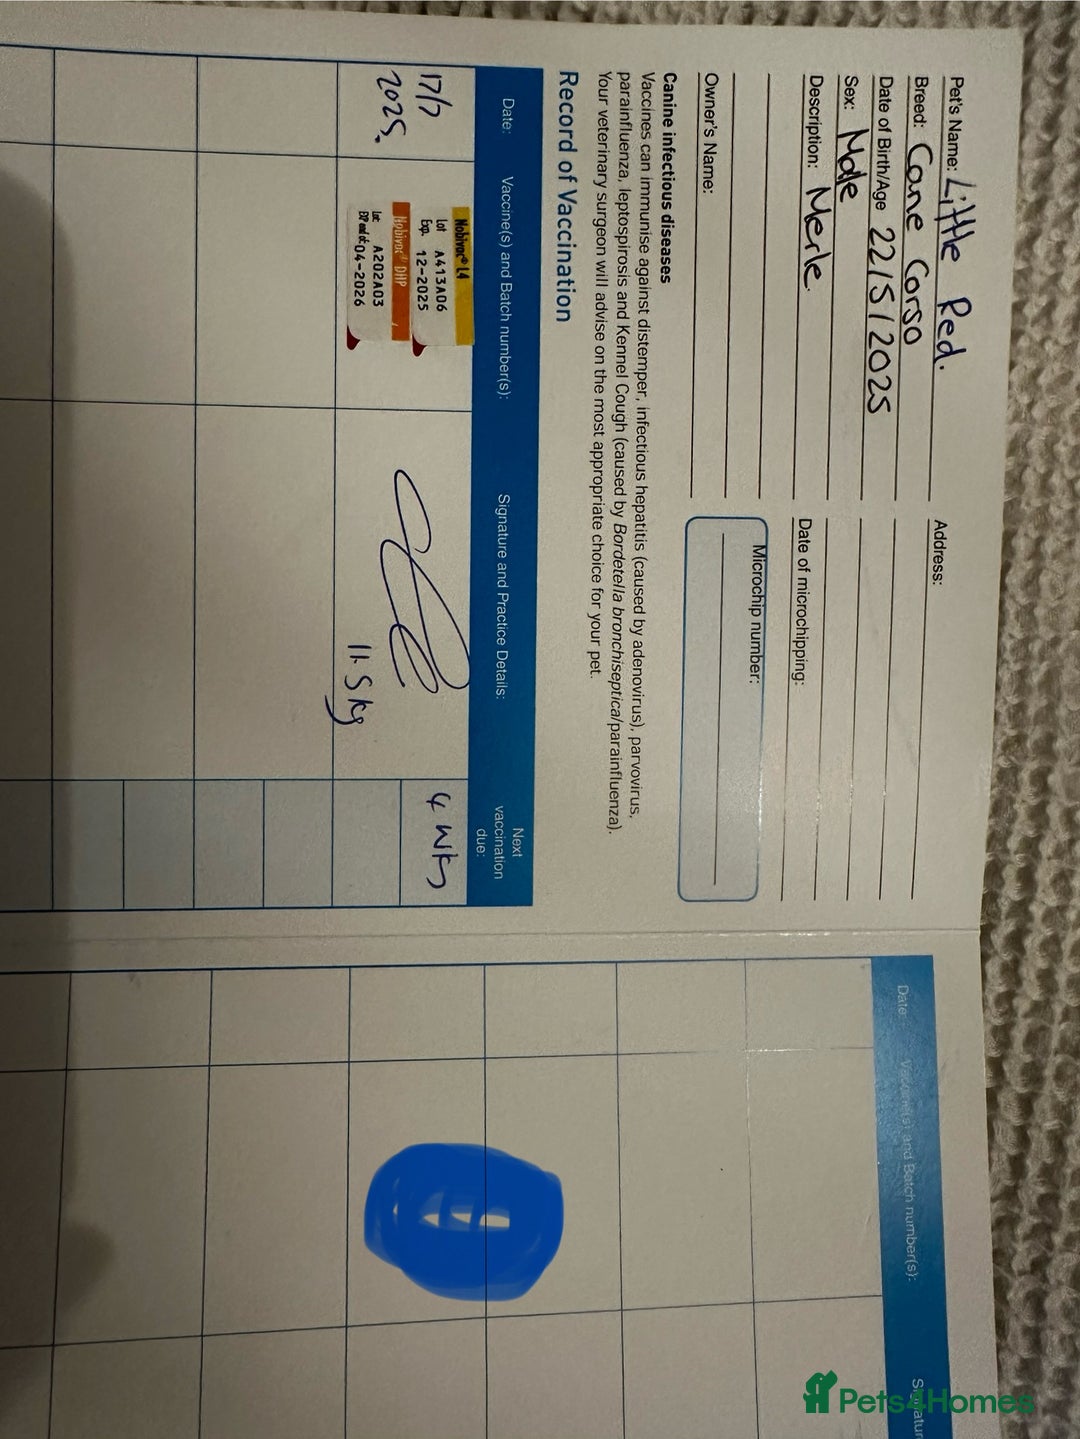 Pet's Name: Little Red.
Breed: Cane Corso
Date of Birth/Age 22/5/2025
Sex: Male
Description: Merle
Owner's Name:
Address:
Date of microchipping:
Microchip number:
Canine infectious diseases
Vaccines can immunise against distemper, infectious hepatitis (caused by adenovirus), parvovirus,
parainfluenza, leptospirosis and Kennel Cough (caused by Bordetella bronchiseptica/parainfluenza).
Your veterinary surgeon will advise on the most appropriate choice for your pet.
Record of Vaccination
Date: Vaccine(s) and Batch number(s): Signature and Practice Details: Next
vaccination
due:
17/7
2025.
Nobivac® L4
Lot A413A06
Exp. 12-2025
Nobivac® DHP
Lot: A202A03
04-2026
11.5kg
4 wks
Date: Vaccine(s) and Batch number(s): Signatur
Pets4Homes